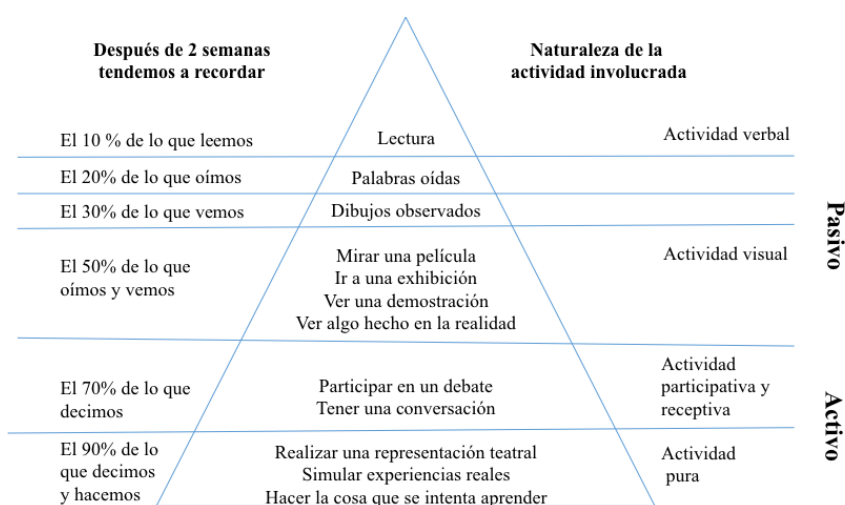 Después de 2 semanas
tendemos a recordar
Naturaleza de la
actividad involucrada
El 10 % de lo que leemos
Lectura
Actividad verbal
El 20% de lo que oímos
Palabras oídas
El 30% de lo que vemos
Dibujos observados
Pasivo
El 50% de lo que
oímos y vemos
Mirar una película
Ir a una exhibición
Ver una demostración
Ver algo hecho en la realidad
Actividad visual
El 70% de lo que
decimos
Participar en un debate
Tener una conversación
Actividad
participativa y
receptiva
Activo
El 90% de lo
que decimos
y hacemos
Realizar una representación teatral
Simular experiencias reales
Hacer la cosa que se intenta aprender
Actividad
pura